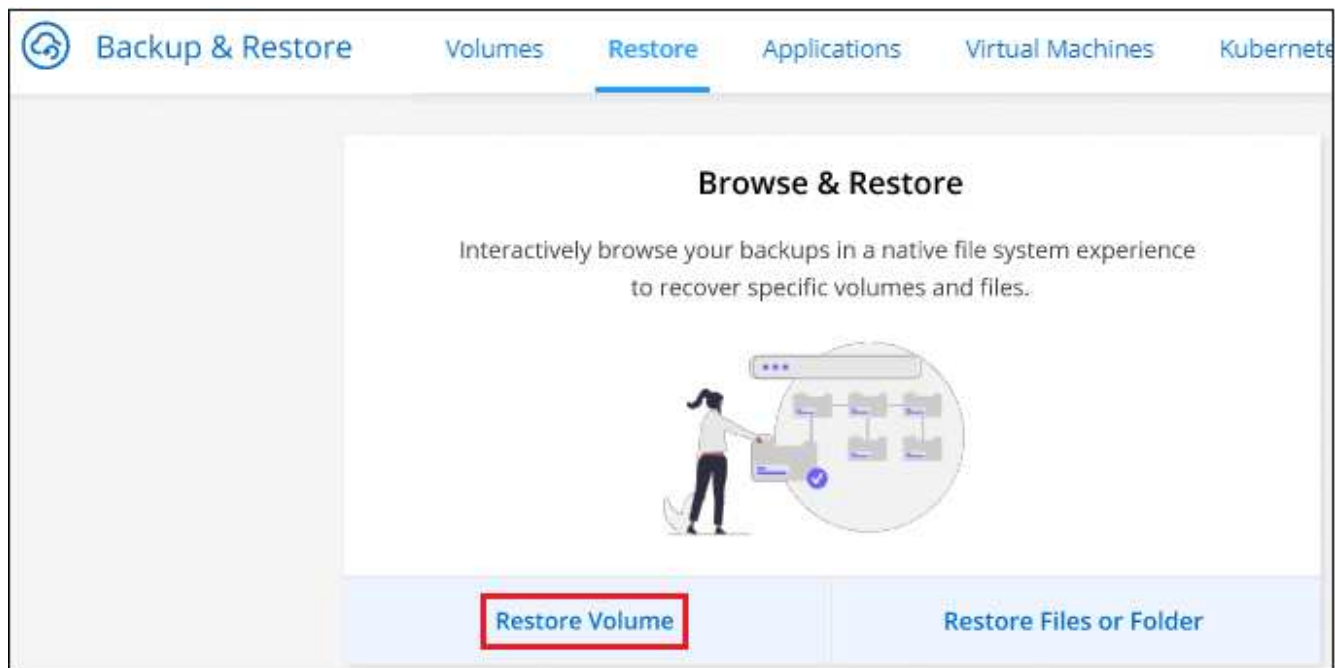 Backup & Restore Volumes Restore Applications Virtual Machines Kubernete
Browse & Restore
Interactively browse your backups in a native file system experience
to recover specific volumes and files.
Restore Volume Restore Files or Folder